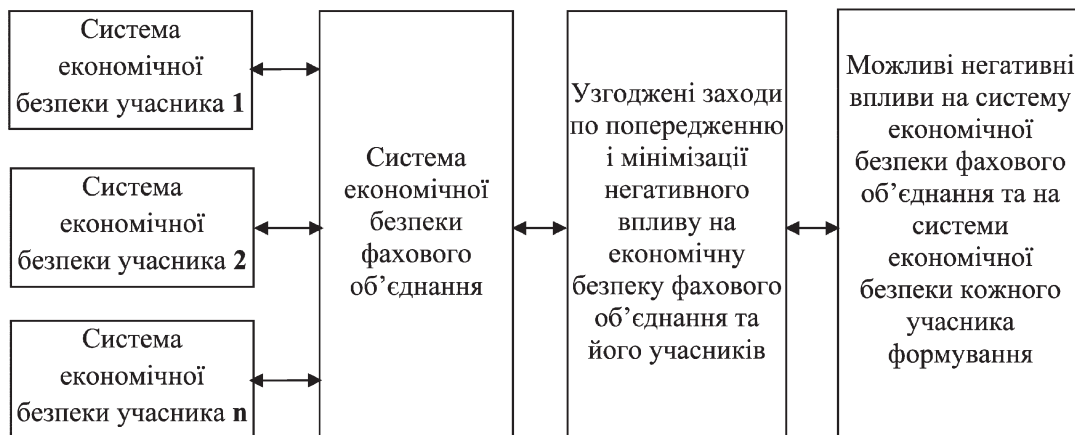 Система
економічної
безпеки учасника 1
Система
економічної
безпеки учасника 2
Система
економічної
безпеки учасника n
Система
економічної
безпеки
фахового
об’єднання
Узгоджені заходи
по попередженню
і мінімізації
негативного
впливу на
економічну
безпеку фахового
об’єднання та
його учасників
Можливі негативні
впливи на систему
економічної
безпеки фахового
об’єднання та на
системи
економічної
безпеки кожного
учасника
формування